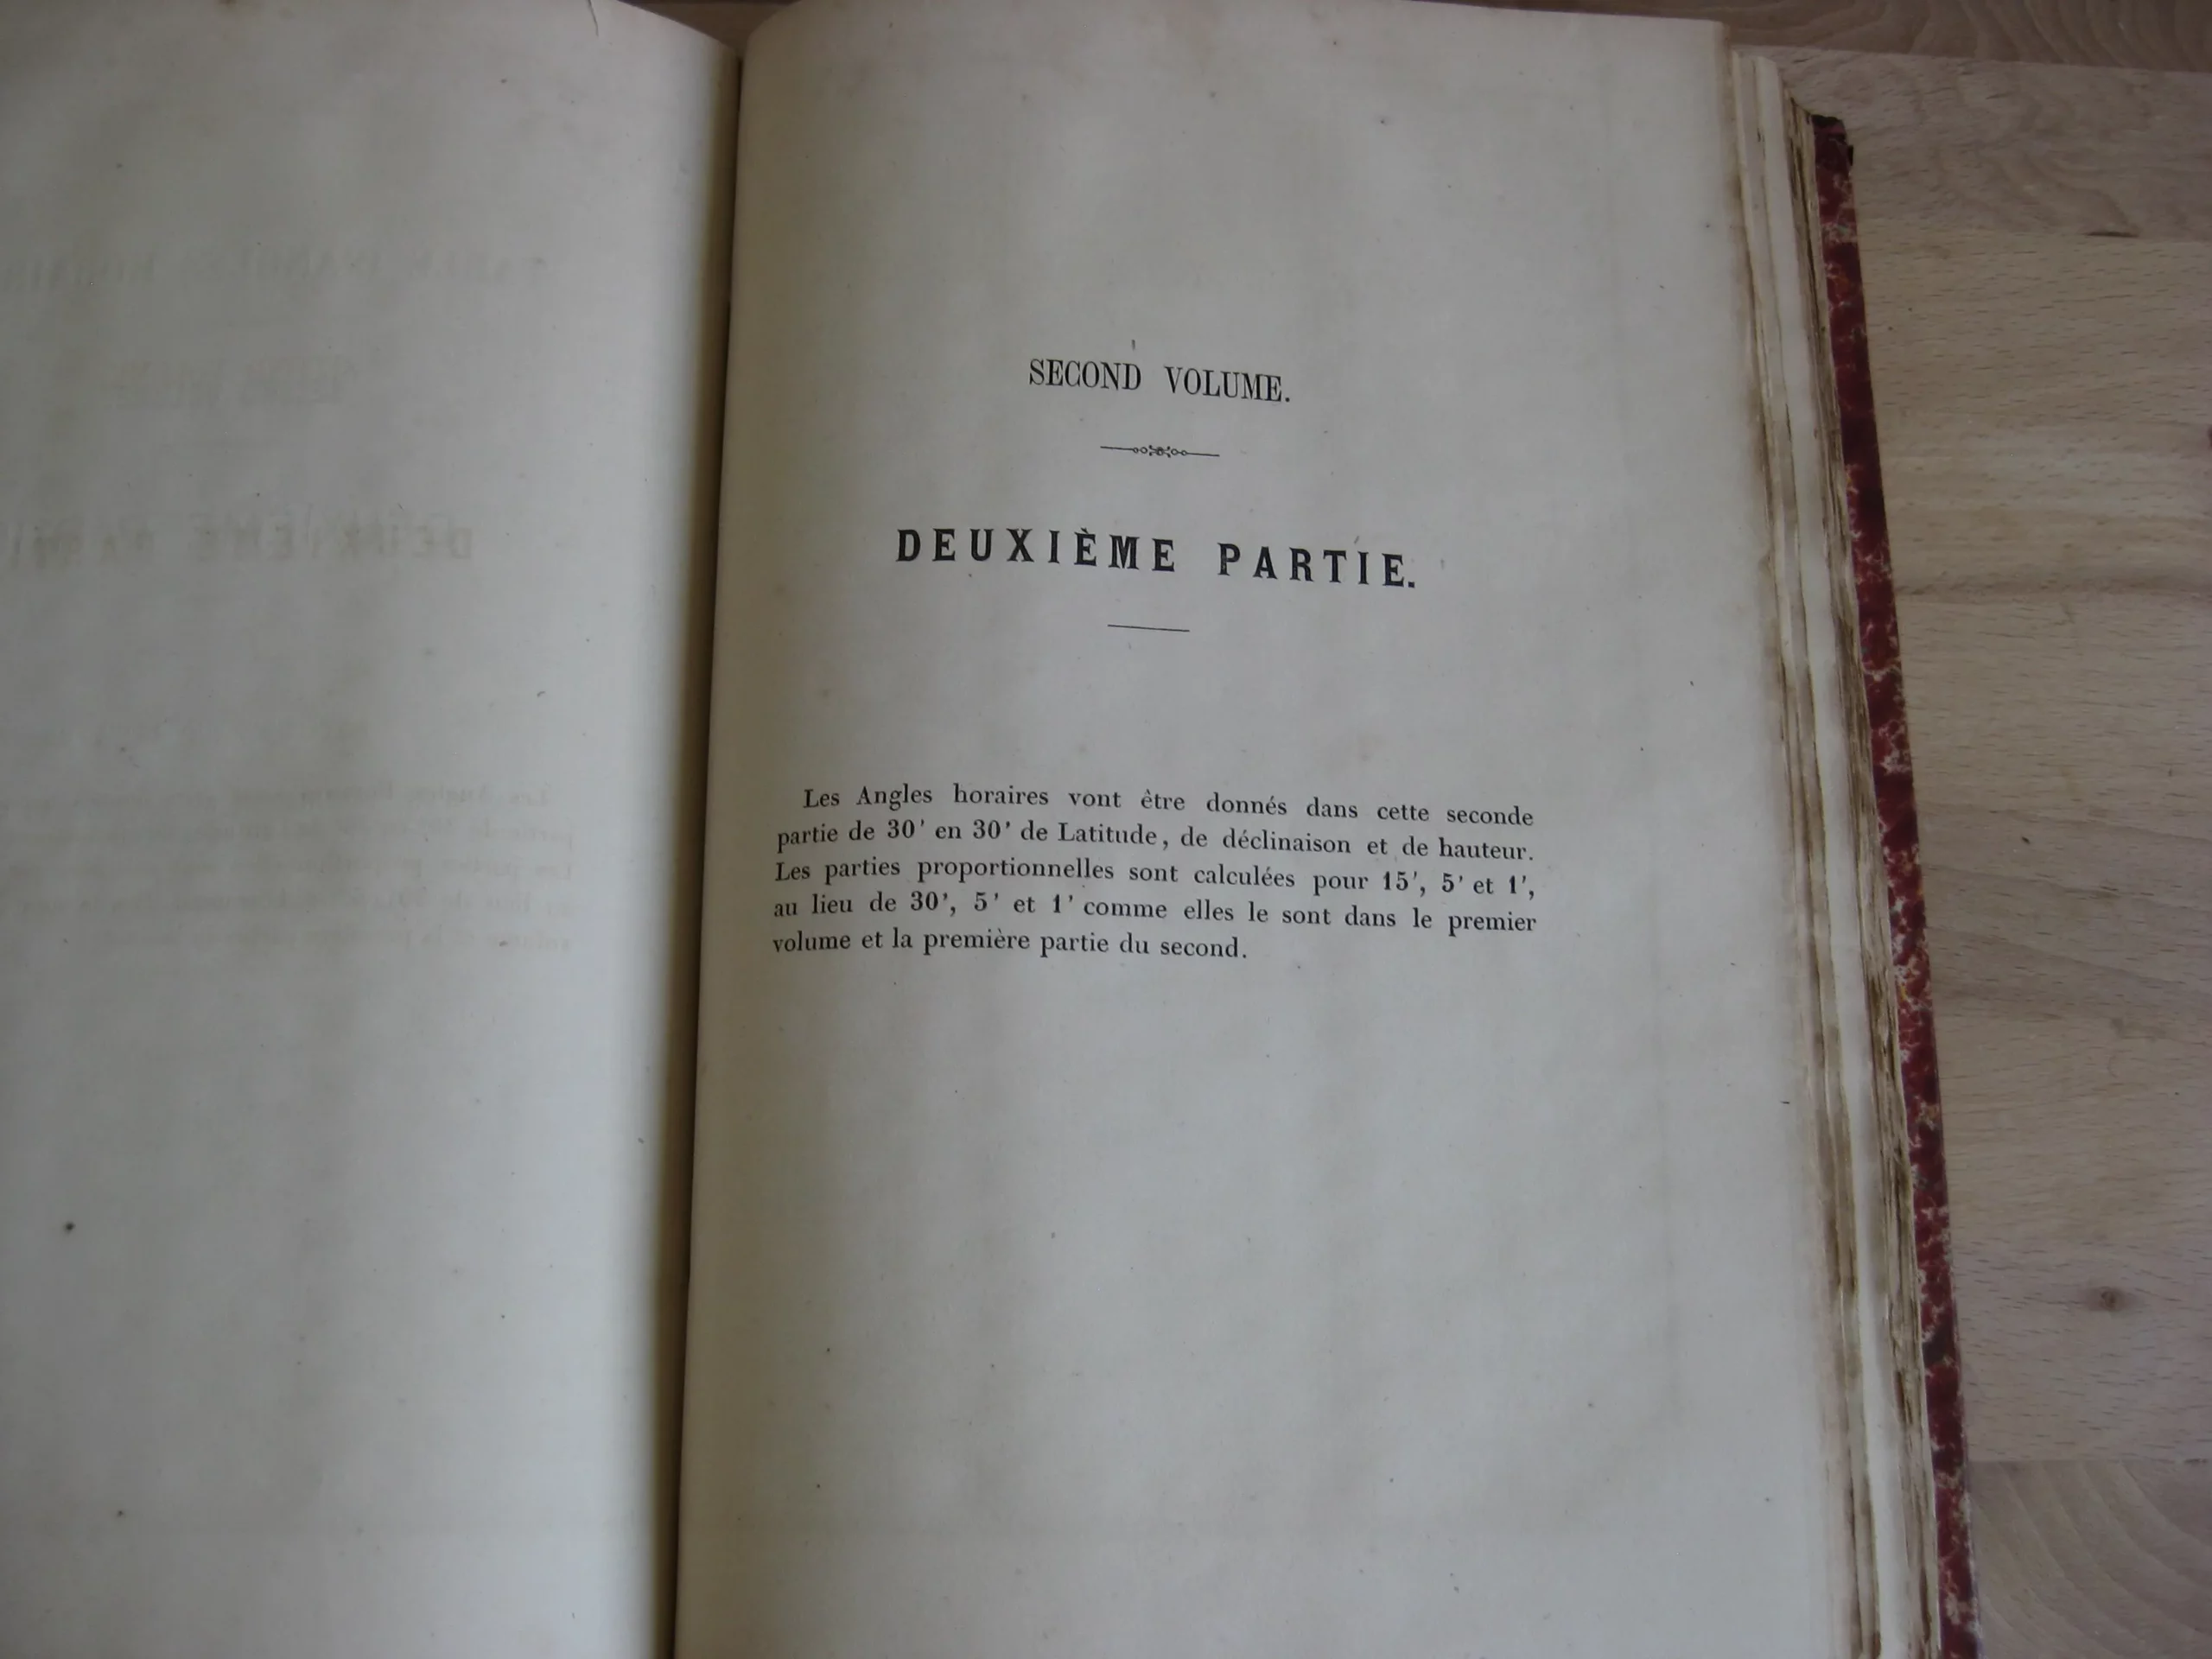 SECOND VOLUME.
DEUXIÈME PARTIE.
Les Angles horaires vont être donnés dans cette seconde
partie de 30' en 30' de Latitude, de déclinaison et de hauteur.
Les parties proportionnelles sont calculées pour 15', 5' et 1',
au lieu de 30', 5' et 1' comme elles le sont dans le premier
volume et la première partie du second.